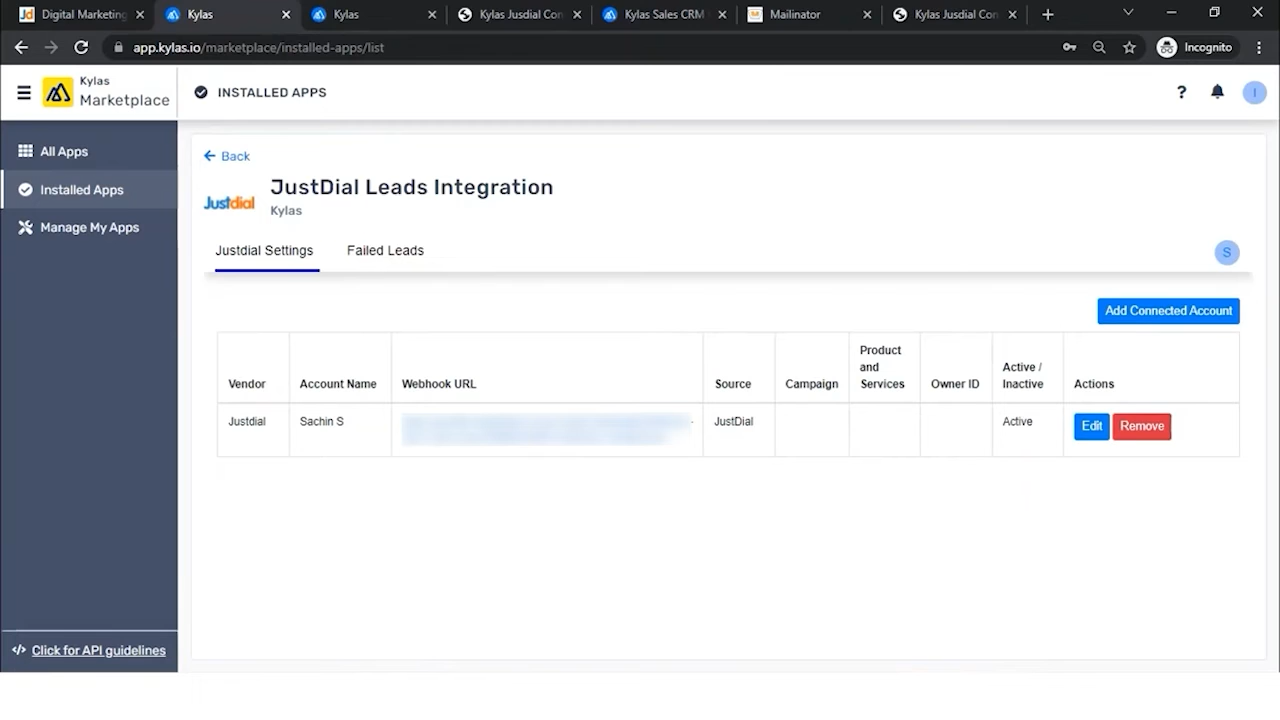 Digital Marketing
Kylas
Kylas
Kylas Jusdial Con
Kylas Sales CRM
Mailinator
Kylas Jusdial Con
app.kylas.io/marketplace/installed-apps/list
Incognito
Kylas
Marketplace
INSTALLED APPS
?
I
All Apps
Installed Apps
Manage My Apps
Back
Justdial
JustDial Leads Integration
Kylas
Justdial Settings
Failed Leads
S
Add Connected Account
Vendor
Account Name
Webhook URL
Source
Campaign
Product
and
Services
Owner ID
Active /
Inactive
Actions
Justdial
Sachin S
JustDial
Active
Edit
Remove
Click for API guidelines